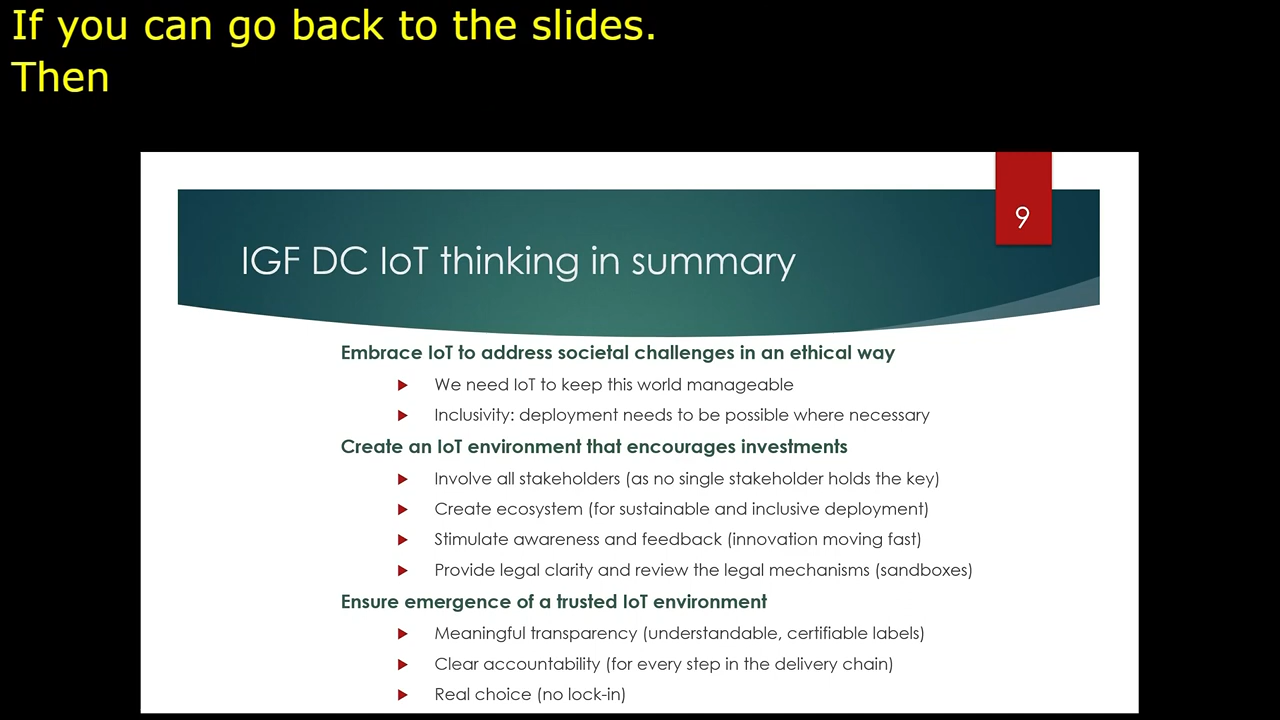 If you can go back to the slides.
Then
9
IGF DC IoT thinking in summary
Embrace IoT to address societal challenges in an ethical way
We need IoT to keep this world manageable
Inclusivity: deployment needs to be possible where necessary
Create an IoT environment that encourages investments
Involve all stakeholders (as no single stakeholder holds the key)
Create ecosystem (for sustainable and inclusive deployment)
Stimulate awareness and feedback (innovation moving fast)
Provide legal clarity and review the legal mechanisms (sandboxes)
Ensure emergence of a trusted IoT environment
Meaningful transparency (understandable, certifiable labels)
Clear accountability (for every step in the delivery chain)
Real choice (no lock-in)